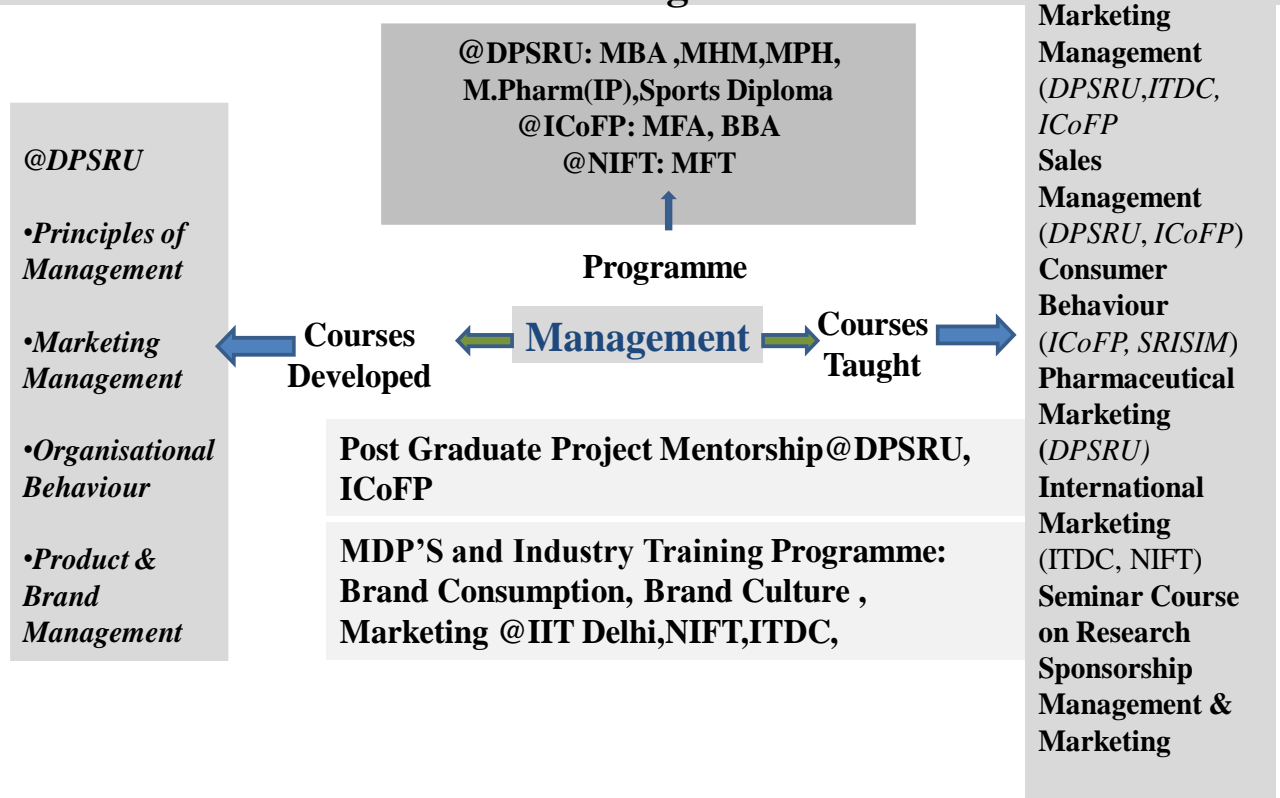 @DPSRU: MBA ,MHM,MPH,
M.Pharm(IP),Sports Diploma
@ICoFP: MFA, BBA
@NIFT: MFT
Programme
Management
Courses
Developed
@DPSRU
•Principles of
Management
•Marketing
Management
•Organisational
Behaviour
•Product &
Brand
Management
Courses
Taught
Marketing
Management
(DPSRU,ITDC,
ICoFP
Sales
Management
(DPSRU, ICoFP)
Consumer
Behaviour
(ICoFP, SRISIM)
Pharmaceutical
Marketing
(DPSRU)
International
Marketing
(ITDC, NIFT)
Seminar Course
on Research
Sponsorship
Management &
Marketing
Post Graduate Project Mentorship@DPSRU,
ICoFP
MDP’S and Industry Training Programme:
Brand Consumption, Brand Culture ,
Marketing @IIT Delhi,NIFT,ITDC,